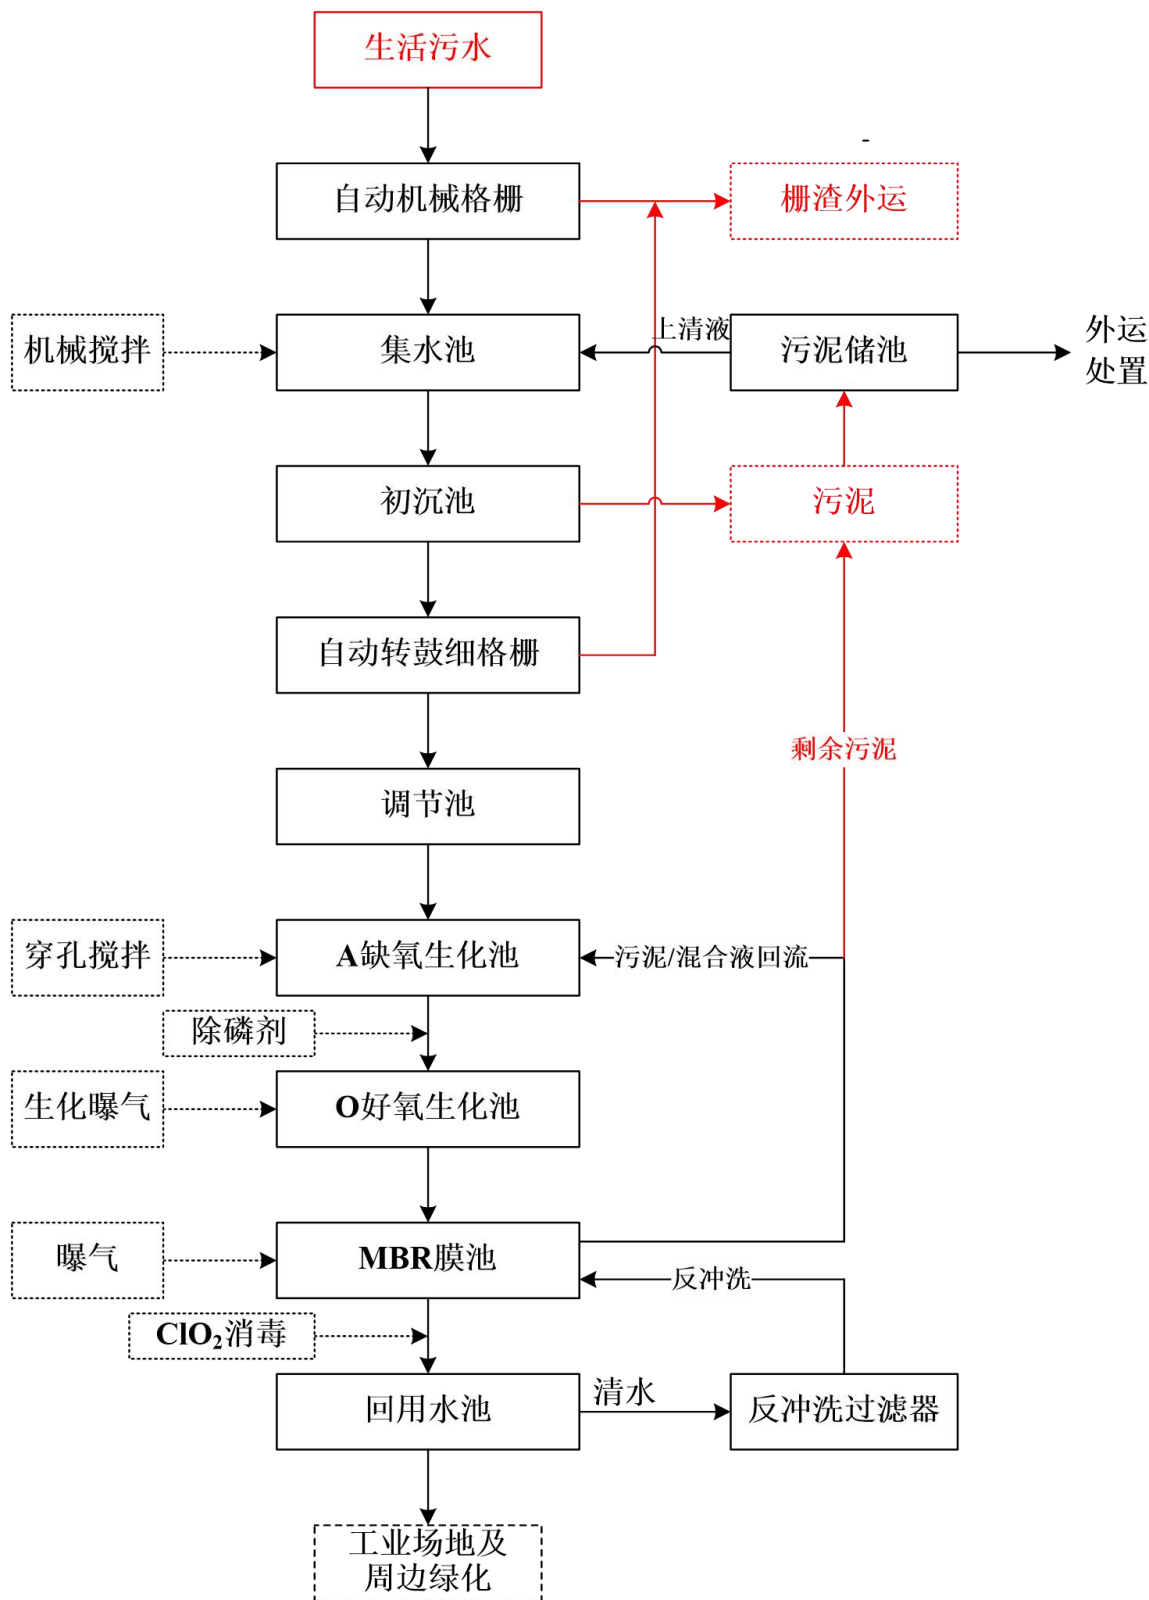 生活污水
-
自动机械格栅
栅渣外运
机械搅拌
集水池
上清液
污泥储池
外运
处置
初沉池
污泥
自动转鼓细格栅
剩余污泥
调节池
穿孔搅拌
A缺氧生化池
污泥/混合液回流
除磷剂
生化曝气
O好氧生化池
曝气
MBR膜池
反冲洗
ClO₂消毒
回用水池
清水
反冲洗过滤器
工业场地及
周边绿化